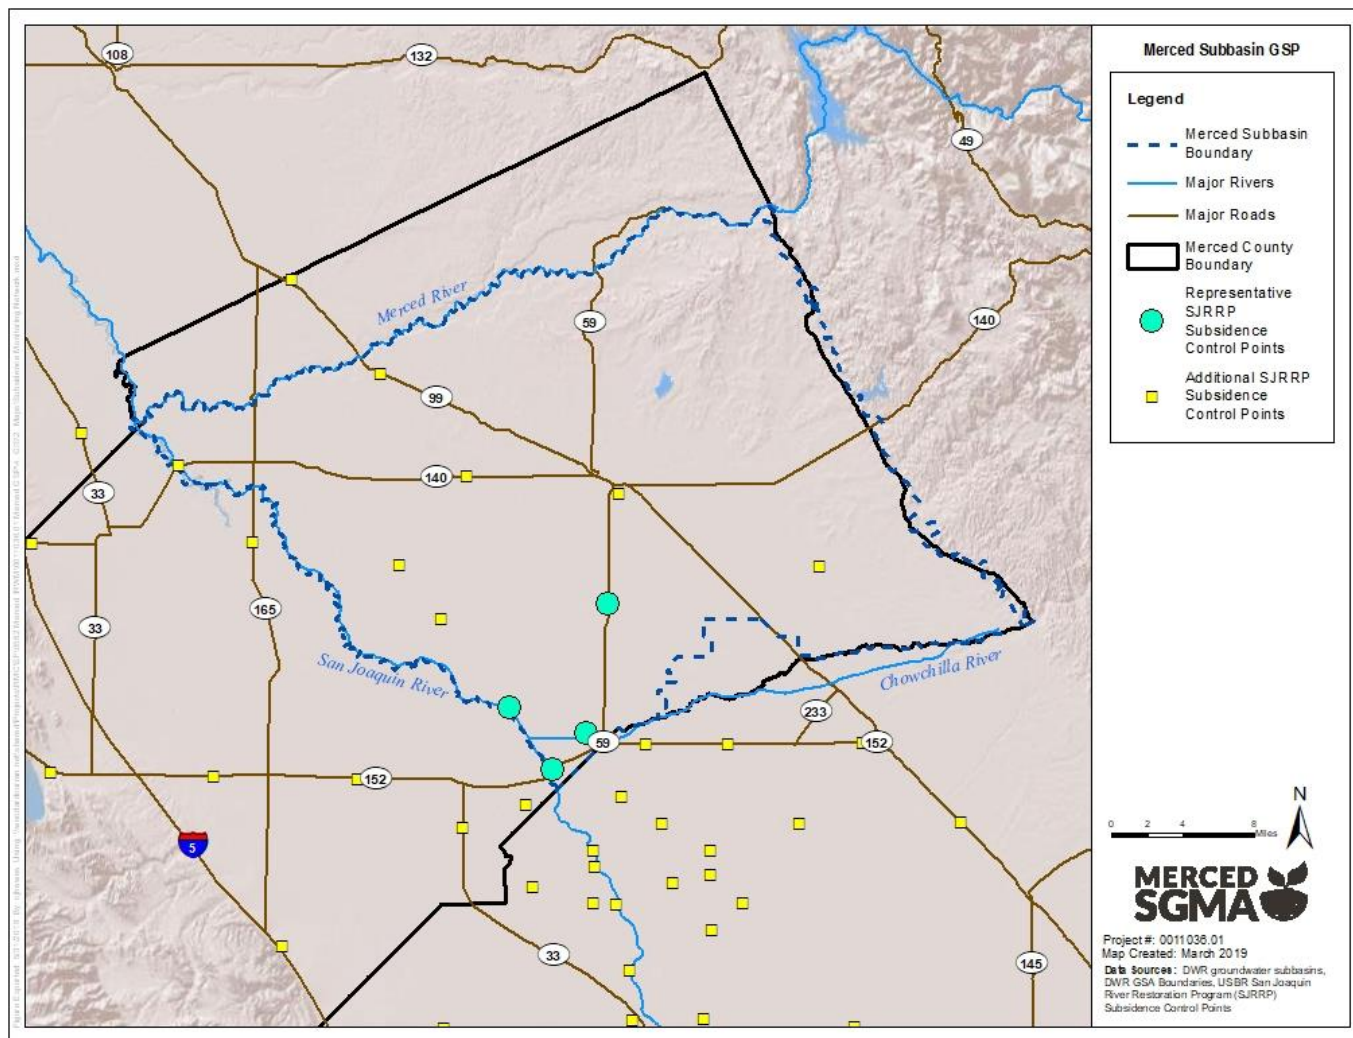 108
132
49
Merced River
59
140
99
140
33
165
33
San Joaquin River
Chowchilla River
233
59
152
152
5
33
145
Merced Subbasin GSP
Legend
Merced Subbasin
Boundary
Major Rivers
Major Roads
Merced County
Boundary
Representative
SJRRP
Subsidence
Control Points
Additional SJRRP
Subsidence
Control Points
N
0 2 4 8
Miles
MERCED
SGMA
Project #: 0011036.01
Map Created: March 2019
Data Sources: DWR groundwater subbasins,
DWR GSA Boundaries, USBR San Joaquin
River Restoration Program (SJRRP)
Subsidence Control Points